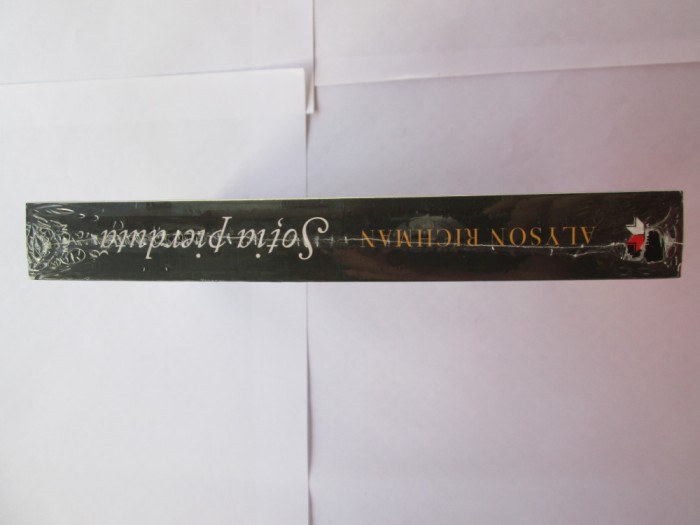 ALYSON RICHMAN
Soția pierdută